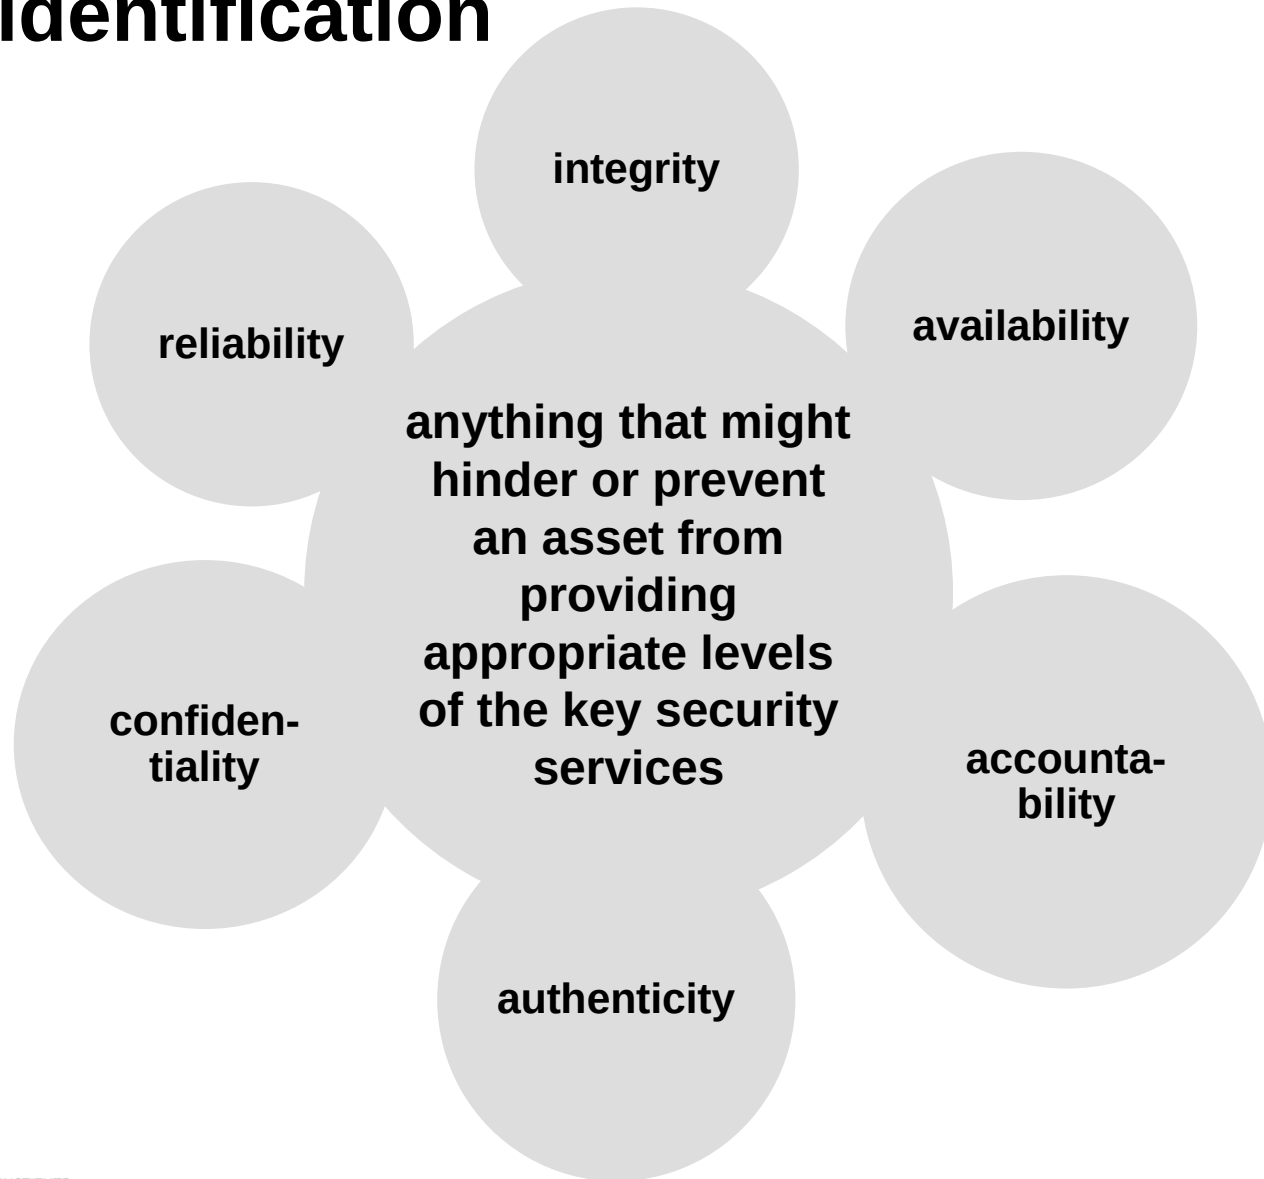 identification
integrity
availability
reliability
anything that might
hinder or prevent
an asset from
providing
appropriate levels
of the key security
services
confiden-
tiality
accounta-
bility
authenticity